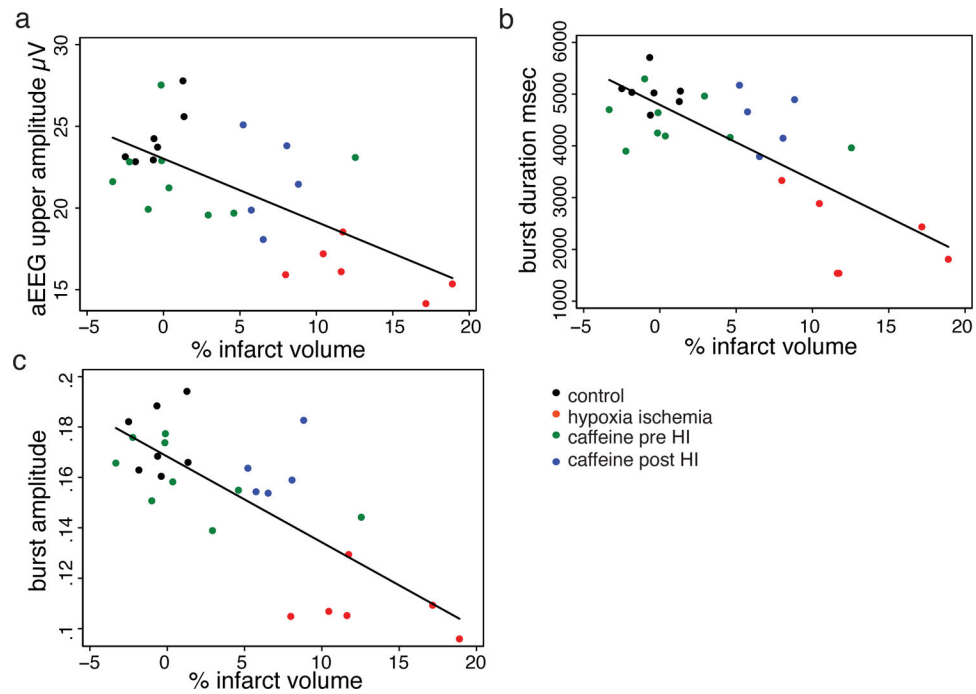 a
aEEG upper amplitude µV
30
25
20
15
−5
0
5
10
15
20
% infarct volume
b
burst duration msec
6000
5000
4000
3000
2000
1000
−5
0
5
10
15
20
% infarct volume
c
burst amplitude
.2
.18
.16
.14
.12
.1
−5
0
5
10
15
20
% infarct volume
control
hypoxia ischemia
caffeine pre HI
caffeine post HI